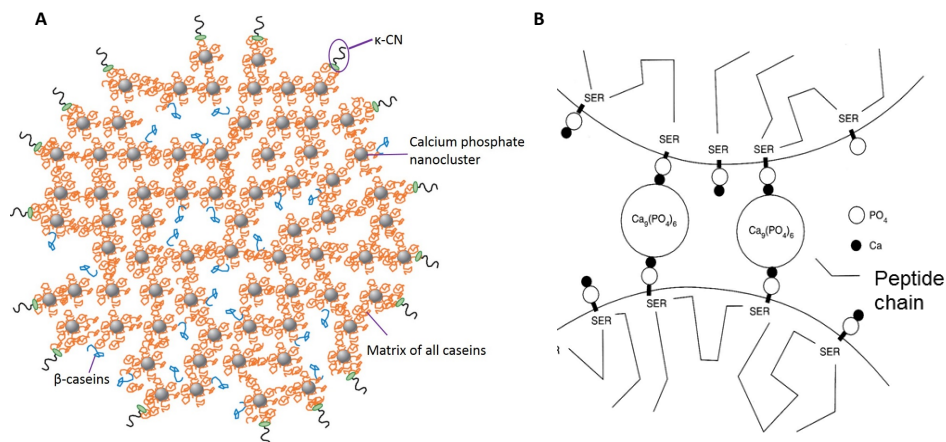 A
κ-CN
Calcium phosphate
nanocluster
Matrix of all caseins
β-caseins
B
SER
SER
SER
SER
SER
Ca₉(PO₄)₆
Ca₉(PO₄)₆
PO₄
Ca
Peptide
chain
SER
SER
SER
SER